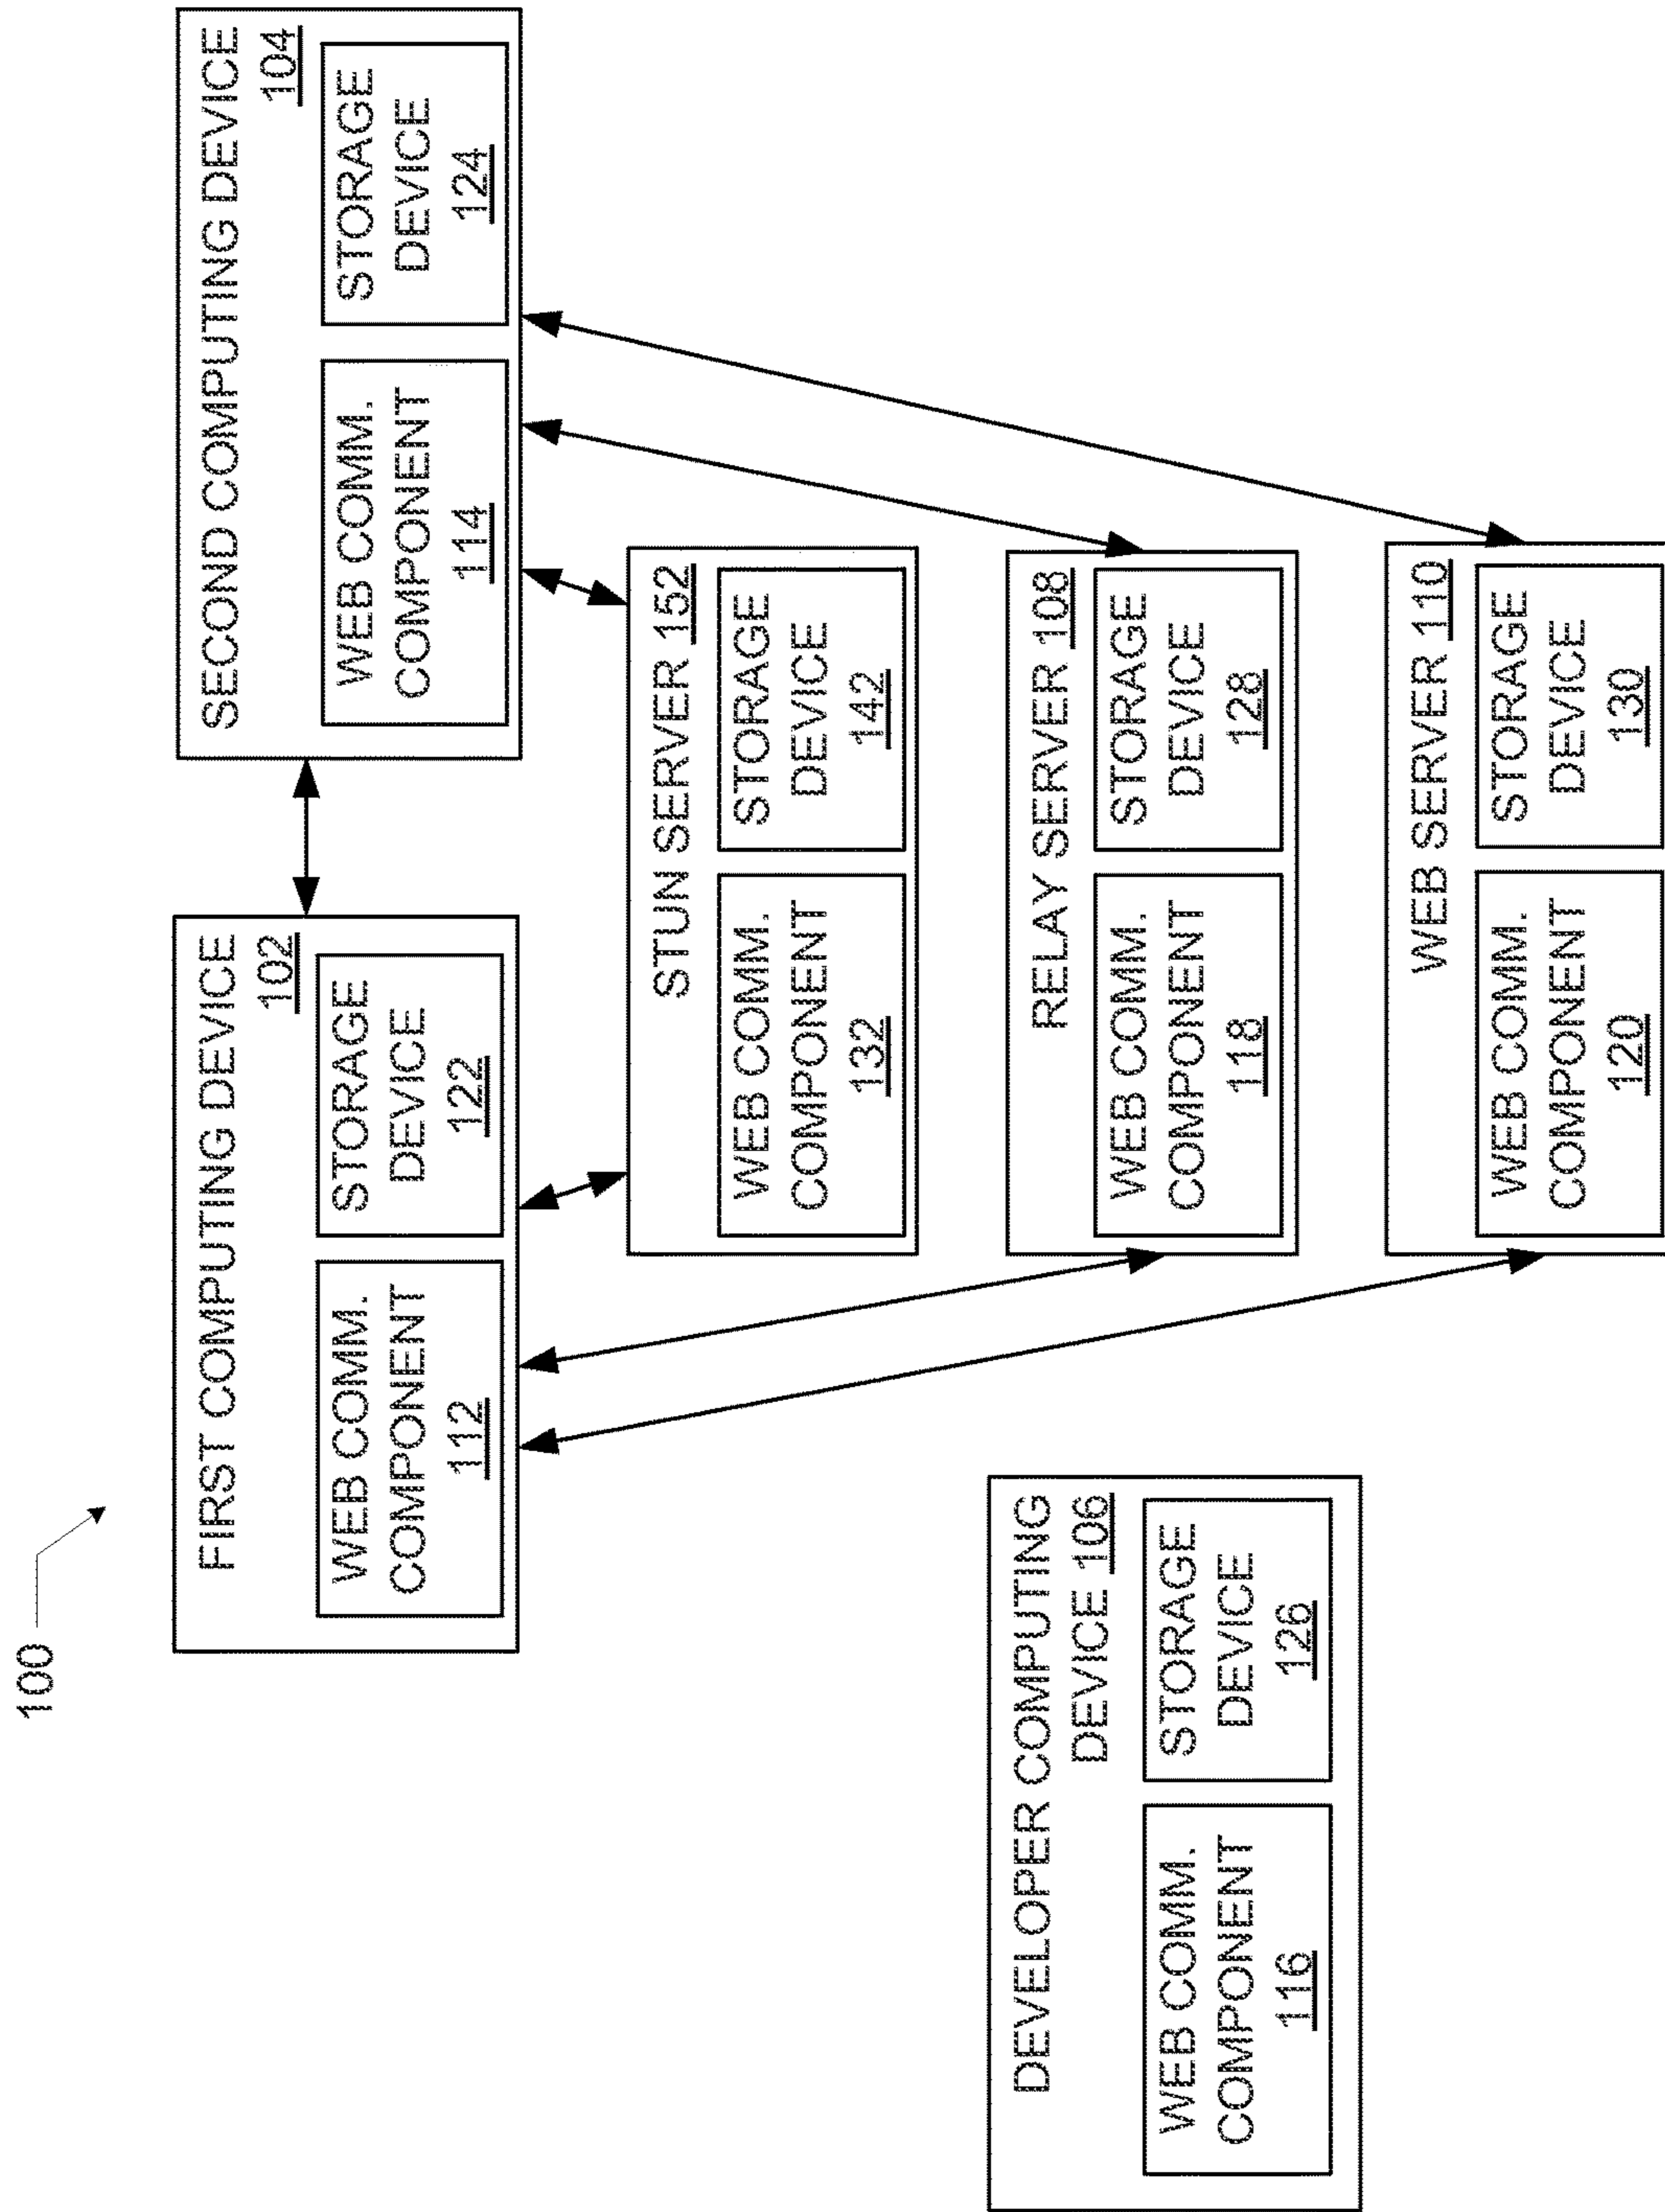 100
FIRST COMPUTING DEVICE
102
WEB COMM.
COMPONENT
112
STORAGE
DEVICE
122
SECOND COMPUTING DEVICE
104
WEB COMM.
COMPONENT
114
STORAGE
DEVICE
124
STUN SERVER 152
WEB COMM.
COMPONENT
132
STORAGE
DEVICE
142
DEVELOPER COMPUTING
DEVICE 106
WEB COMM.
COMPONENT
116
STORAGE
DEVICE
126
RELAY SERVER 108
WEB COMM.
COMPONENT
118
STORAGE
DEVICE
128
WEB SERVER 110
WEB COMM.
COMPONENT
120
STORAGE
DEVICE
130